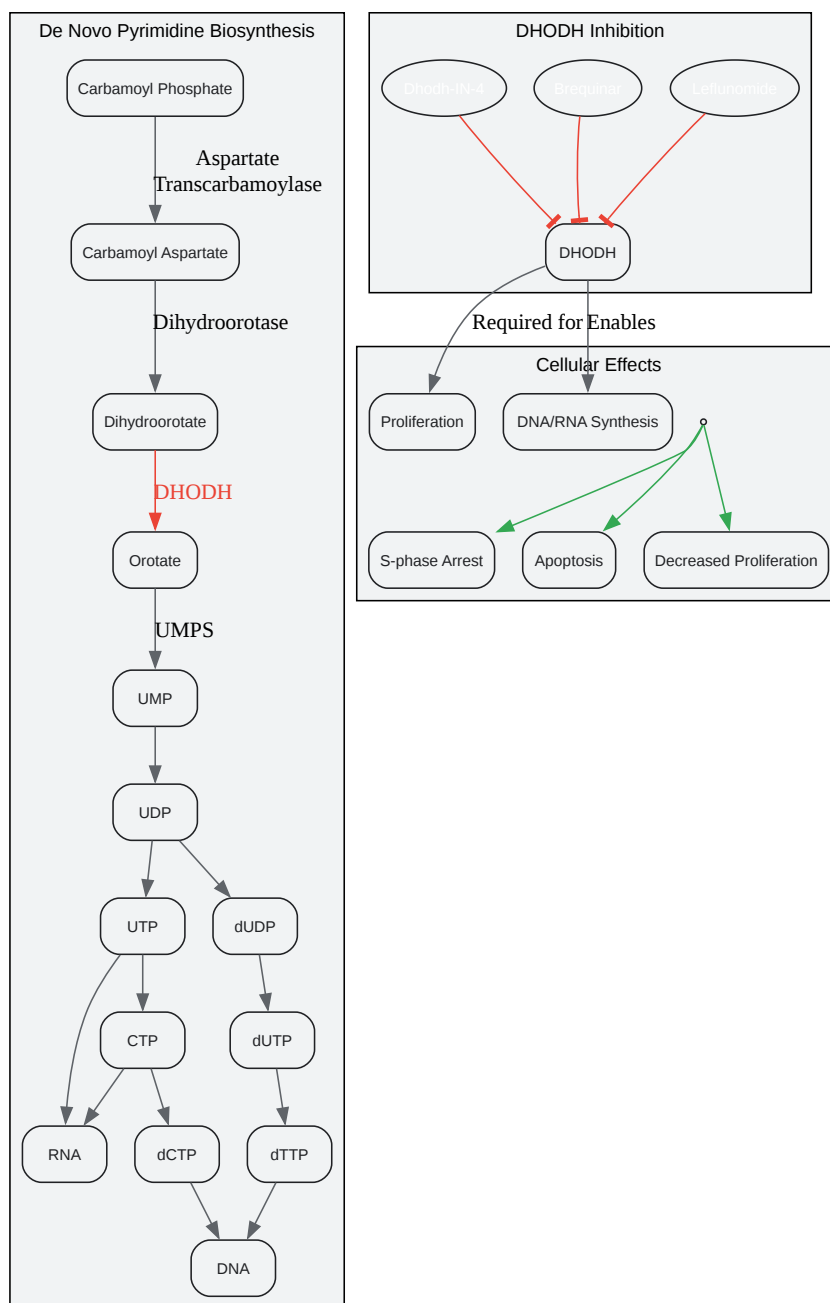 De Novo Pyrimidine Biosynthesis
Carbamoyl Phosphate
Aspartate
Transcarbamoylase
Carbamoyl Aspartate
Dihydroorotase
Dihydroorotate
DHODH
Orotate
UMPS
UMP
UDP
UTP
dUDP
CTP
dUTP
RNA
dCTP
dTTP
DNA
DHODH Inhibition
Dhodh-IN-4
Brequinar
Leflunomide
DHODH
Required for
Enables
Cellular Effects
Proliferation
DNA/RNA Synthesis
S-phase Arrest
Apoptosis
Decreased Proliferation